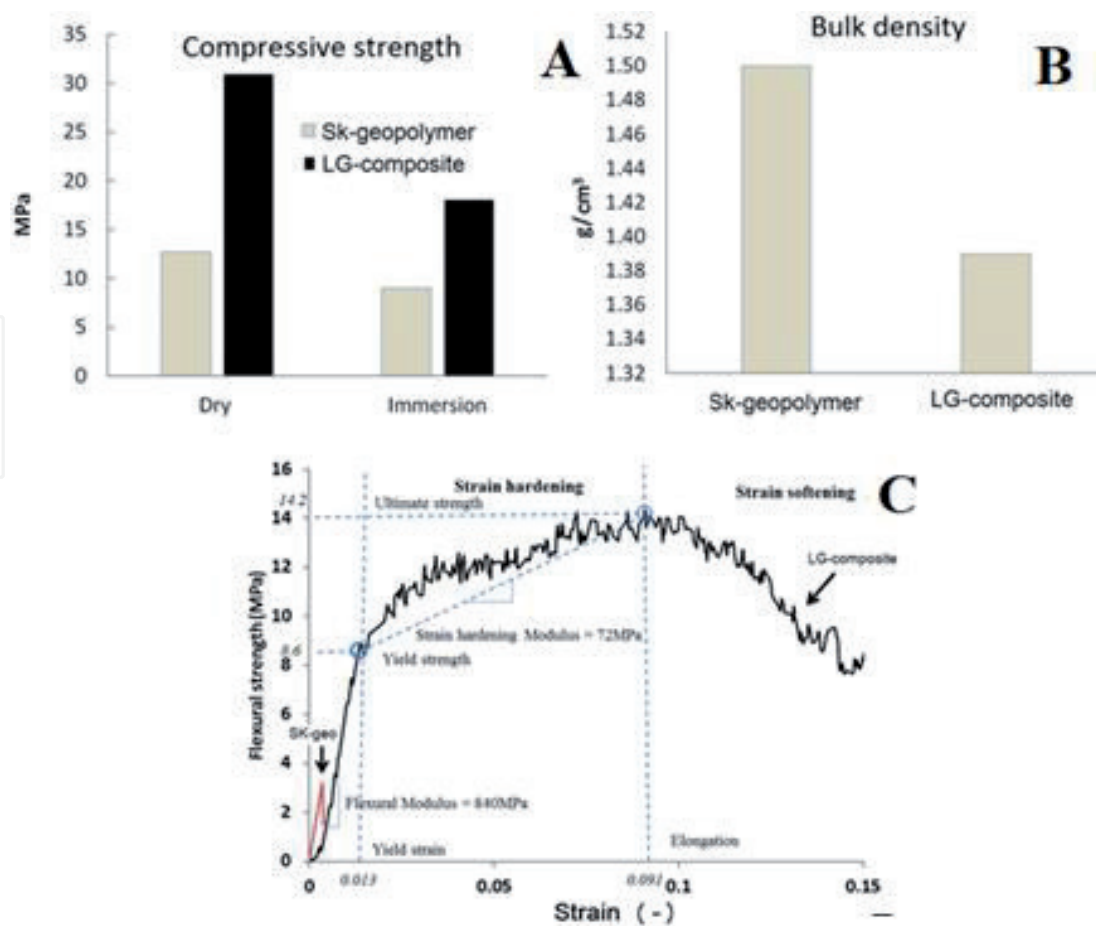 Compressive strength
A
35
30
25
20
15
10
5
0
MPa
Sk-geopolymer
LG-composite
Dry
Immersion
Bulk density
B
1.52
1.50
1.48
1.46
1.44
1.42
1.40
1.38
1.36
1.34
1.32
g/cm³
Sk-geopolymer
LG-composite
C
16
14.2
14
12
10
8.6
8
6
4
2
0
Flexural strength (MPa)
Strain hardening
Strain softening
Ultimate strength
LG-composite
Strain hardening Modulus = 72MPa
Yield strength
SK-geo
Flexural Modulus = 840MPa
Yield strain
Elongation
0
0.013
0.05
0.091
0.1
0.15
Strain (-)